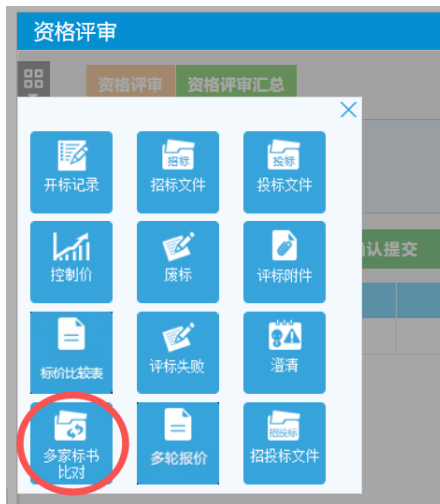 资格评审
资格评审 资格评审汇总
开标记录
招标
招标文件
投标
投标文件
控制价
废标
评标附件
认提交
标价比较表
评标失败
澄清
多家标书
比对
多轮报价
招投标
招投标文件